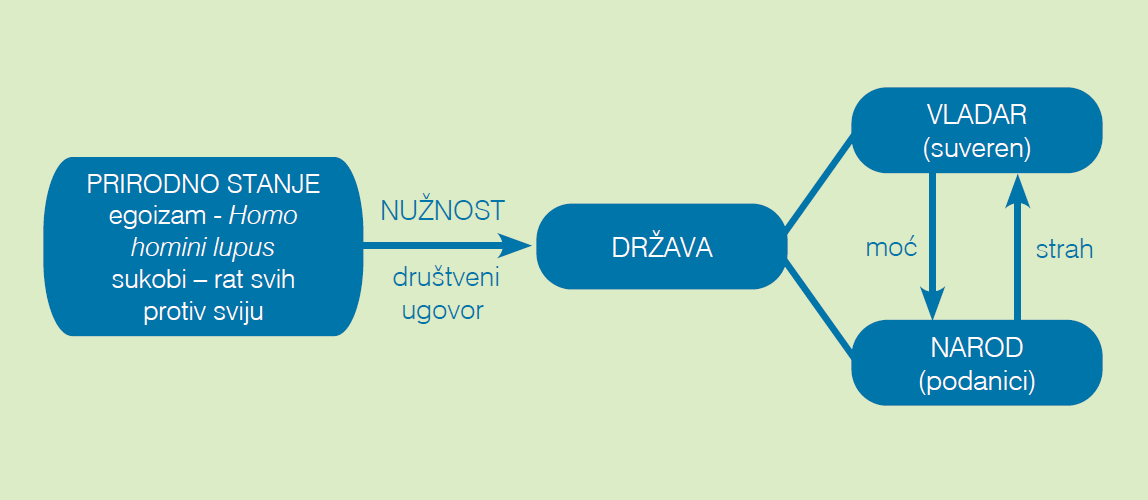 PRIRODNO STANJE
egoizam - Homo
homini lupus
sukobi – rat svih
protiv sviju
NUŽNOST
društveni
ugovor
DRŽAVA
VLADAR
(suveren)
moć
strah
NAROD
(podanici)